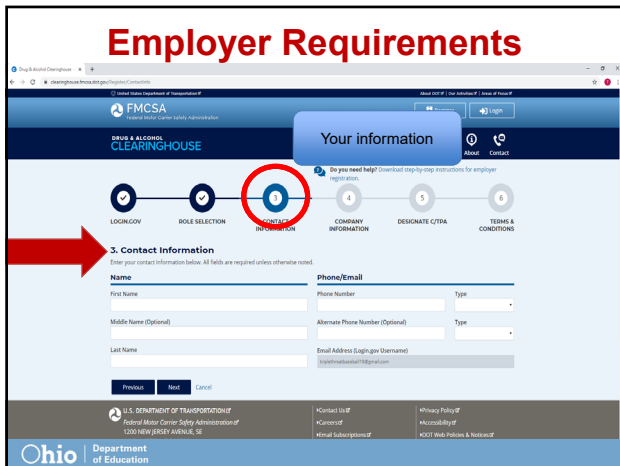 Employer Requirements
Drug & Alcohol Clearinghouse
clearinghouse.fmcsa.dot.gov/Register/ContactInfo
United States Department of Transportation
About DOT | Our Activities | Areas of Focus
FMCSA
Federal Motor Carrier Safety Administration
Register
Login
DRUG & ALCOHOL
CLEARINGHOUSE
Your information
About
Contact
Do you need help? Download step-by-step instructions for employer
registration.
3
4
5
6
LOGIN.GOV
ROLE SELECTION
CONTACT
INFORMATION
COMPANY
INFORMATION
DESIGNATE C/TPA
TERMS &
CONDITIONS
3. Contact Information
Enter your contact information below. All fields are required unless otherwise noted.
Name
Phone/Email
First Name
Phone Number
Type
Middle Name (Optional)
Alternate Phone Number (Optional)
Type
Last Name
Email Address (Login.gov Username)
Previous
Next
Cancel
U.S. DEPARTMENT OF TRANSPORTATION
Federal Motor Carrier Safety Administration
1200 NEW JERSEY AVENUE, SE
Contact Us
Careers
Email Subscriptions
Privacy Policy
Accessibility
DOT Web Policies & Notices
Ohio
Department
of Education